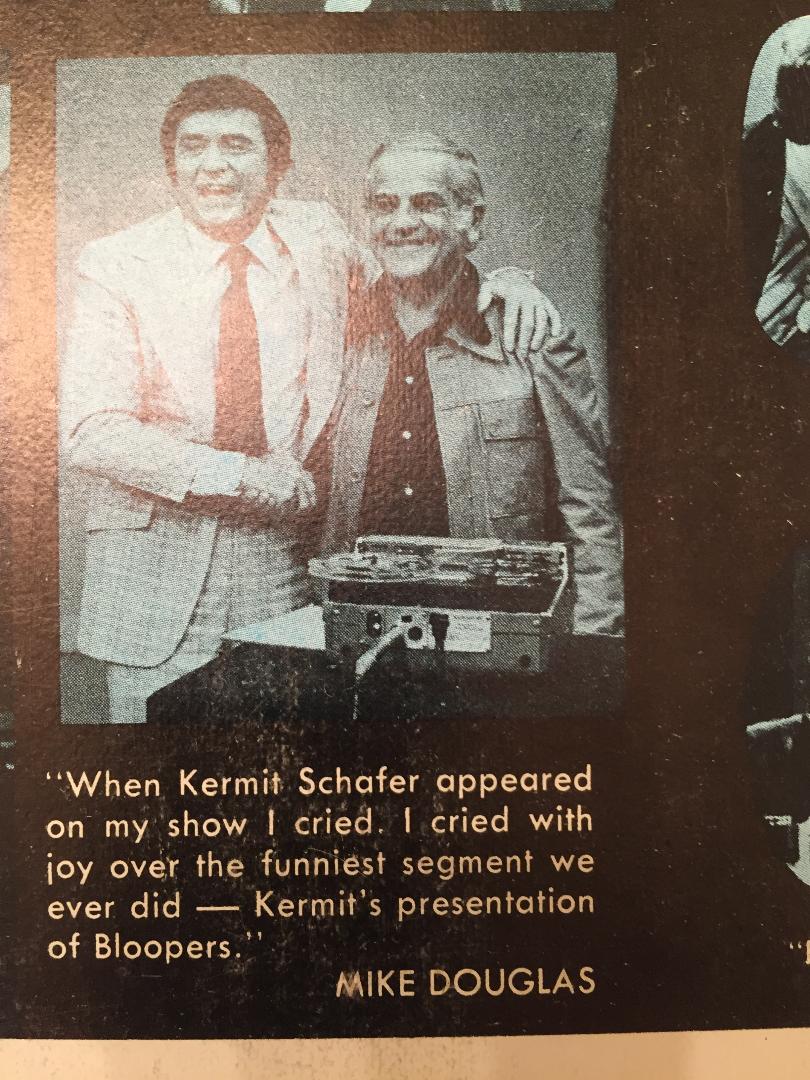 "When Kermit Schafer appeared
on my show I cried. I cried with
joy over the funniest segment we
ever did — Kermit's presentation
of Bloopers."
MIKE DOUGLAS